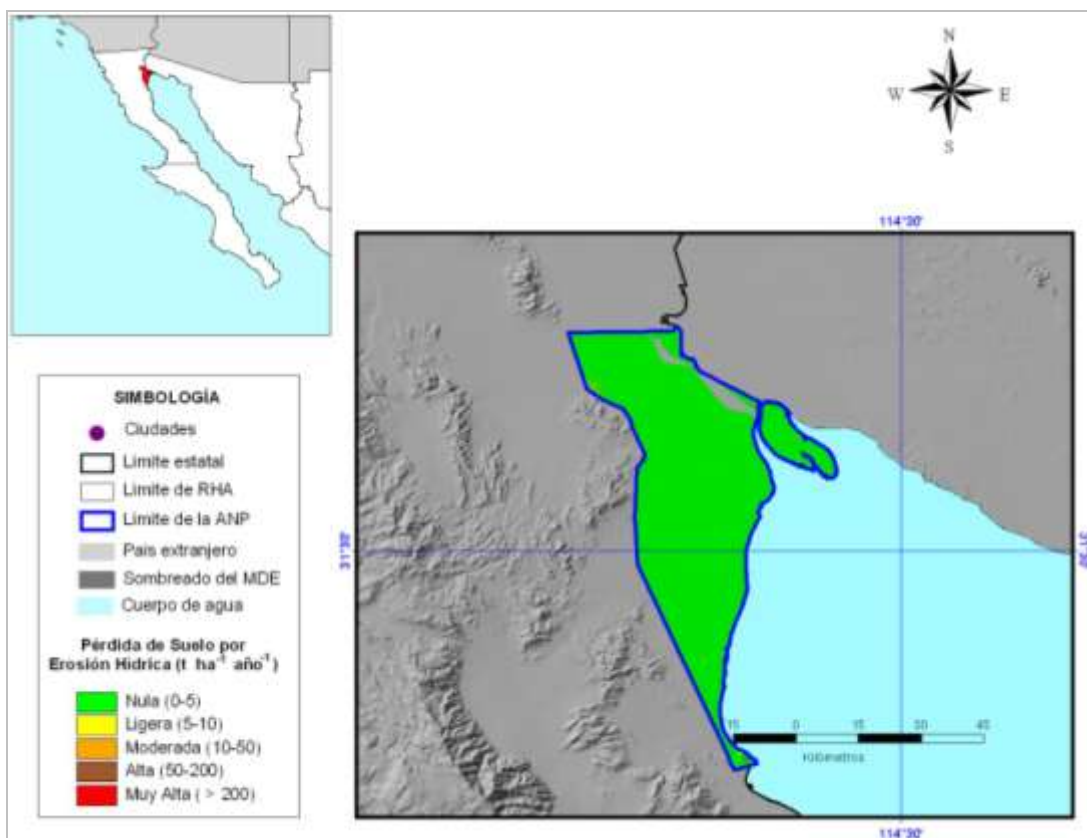 N
W
E
S
114°30'
31°30'
31°30'
15 0 15 30 45
Kilómetros
114°30'
SIMBOLOGÍA
Ciudades
Límite estatal
Límite de RHA
Límite de la ANP
País extranjero
Sombreado del MDE
Cuerpo de agua
Pérdida de Suelo por
Erosión Hídrica (t ha⁻¹ año⁻¹)
Nula (0-5)
Ligera (5-10)
Moderada (10-50)
Alta (50-200)
Muy Alta ( > 200)